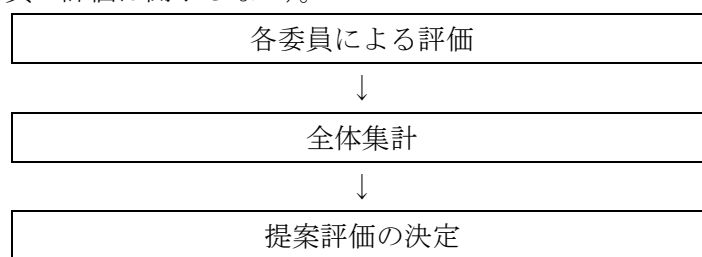 各委員による評価
↓
全体集計
↓
提案評価の決定